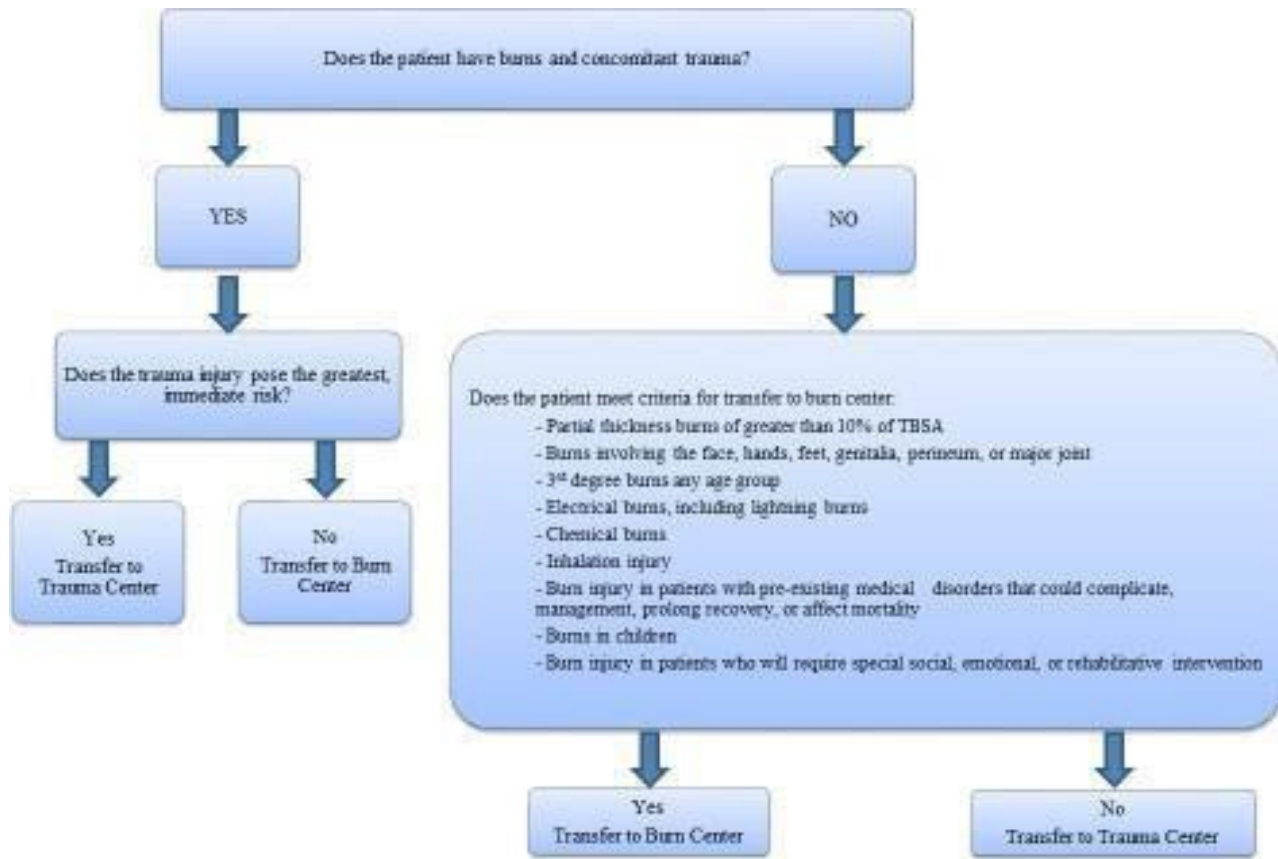 Does the patient have burns and concomitant trauma?
YES
NO
Does the trauma injury pose the greatest,
immediate risk?
Yes
Transfer to
Trauma Center
No
Transfer to Burn
Center
Does the patient meet criteria for transfer to burn center:
- Partial thickness burns of greater than 10% of TBSA
- Burns involving the face, hands, feet, genitalia, perineum, or major joint
- 3rd degree burns any age group
- Electrical burns, including lightning burns
- Chemical burns
- Inhalation injury
- Burn injury in patients with pre-existing medical disorders that could complicate,
management, prolong recovery, or affect mortality
- Burns in children
- Burn injury in patients who will require special social, emotional, or rehabilitative intervention
Yes
Transfer to Burn Center
No
Transfer to Trauma Center